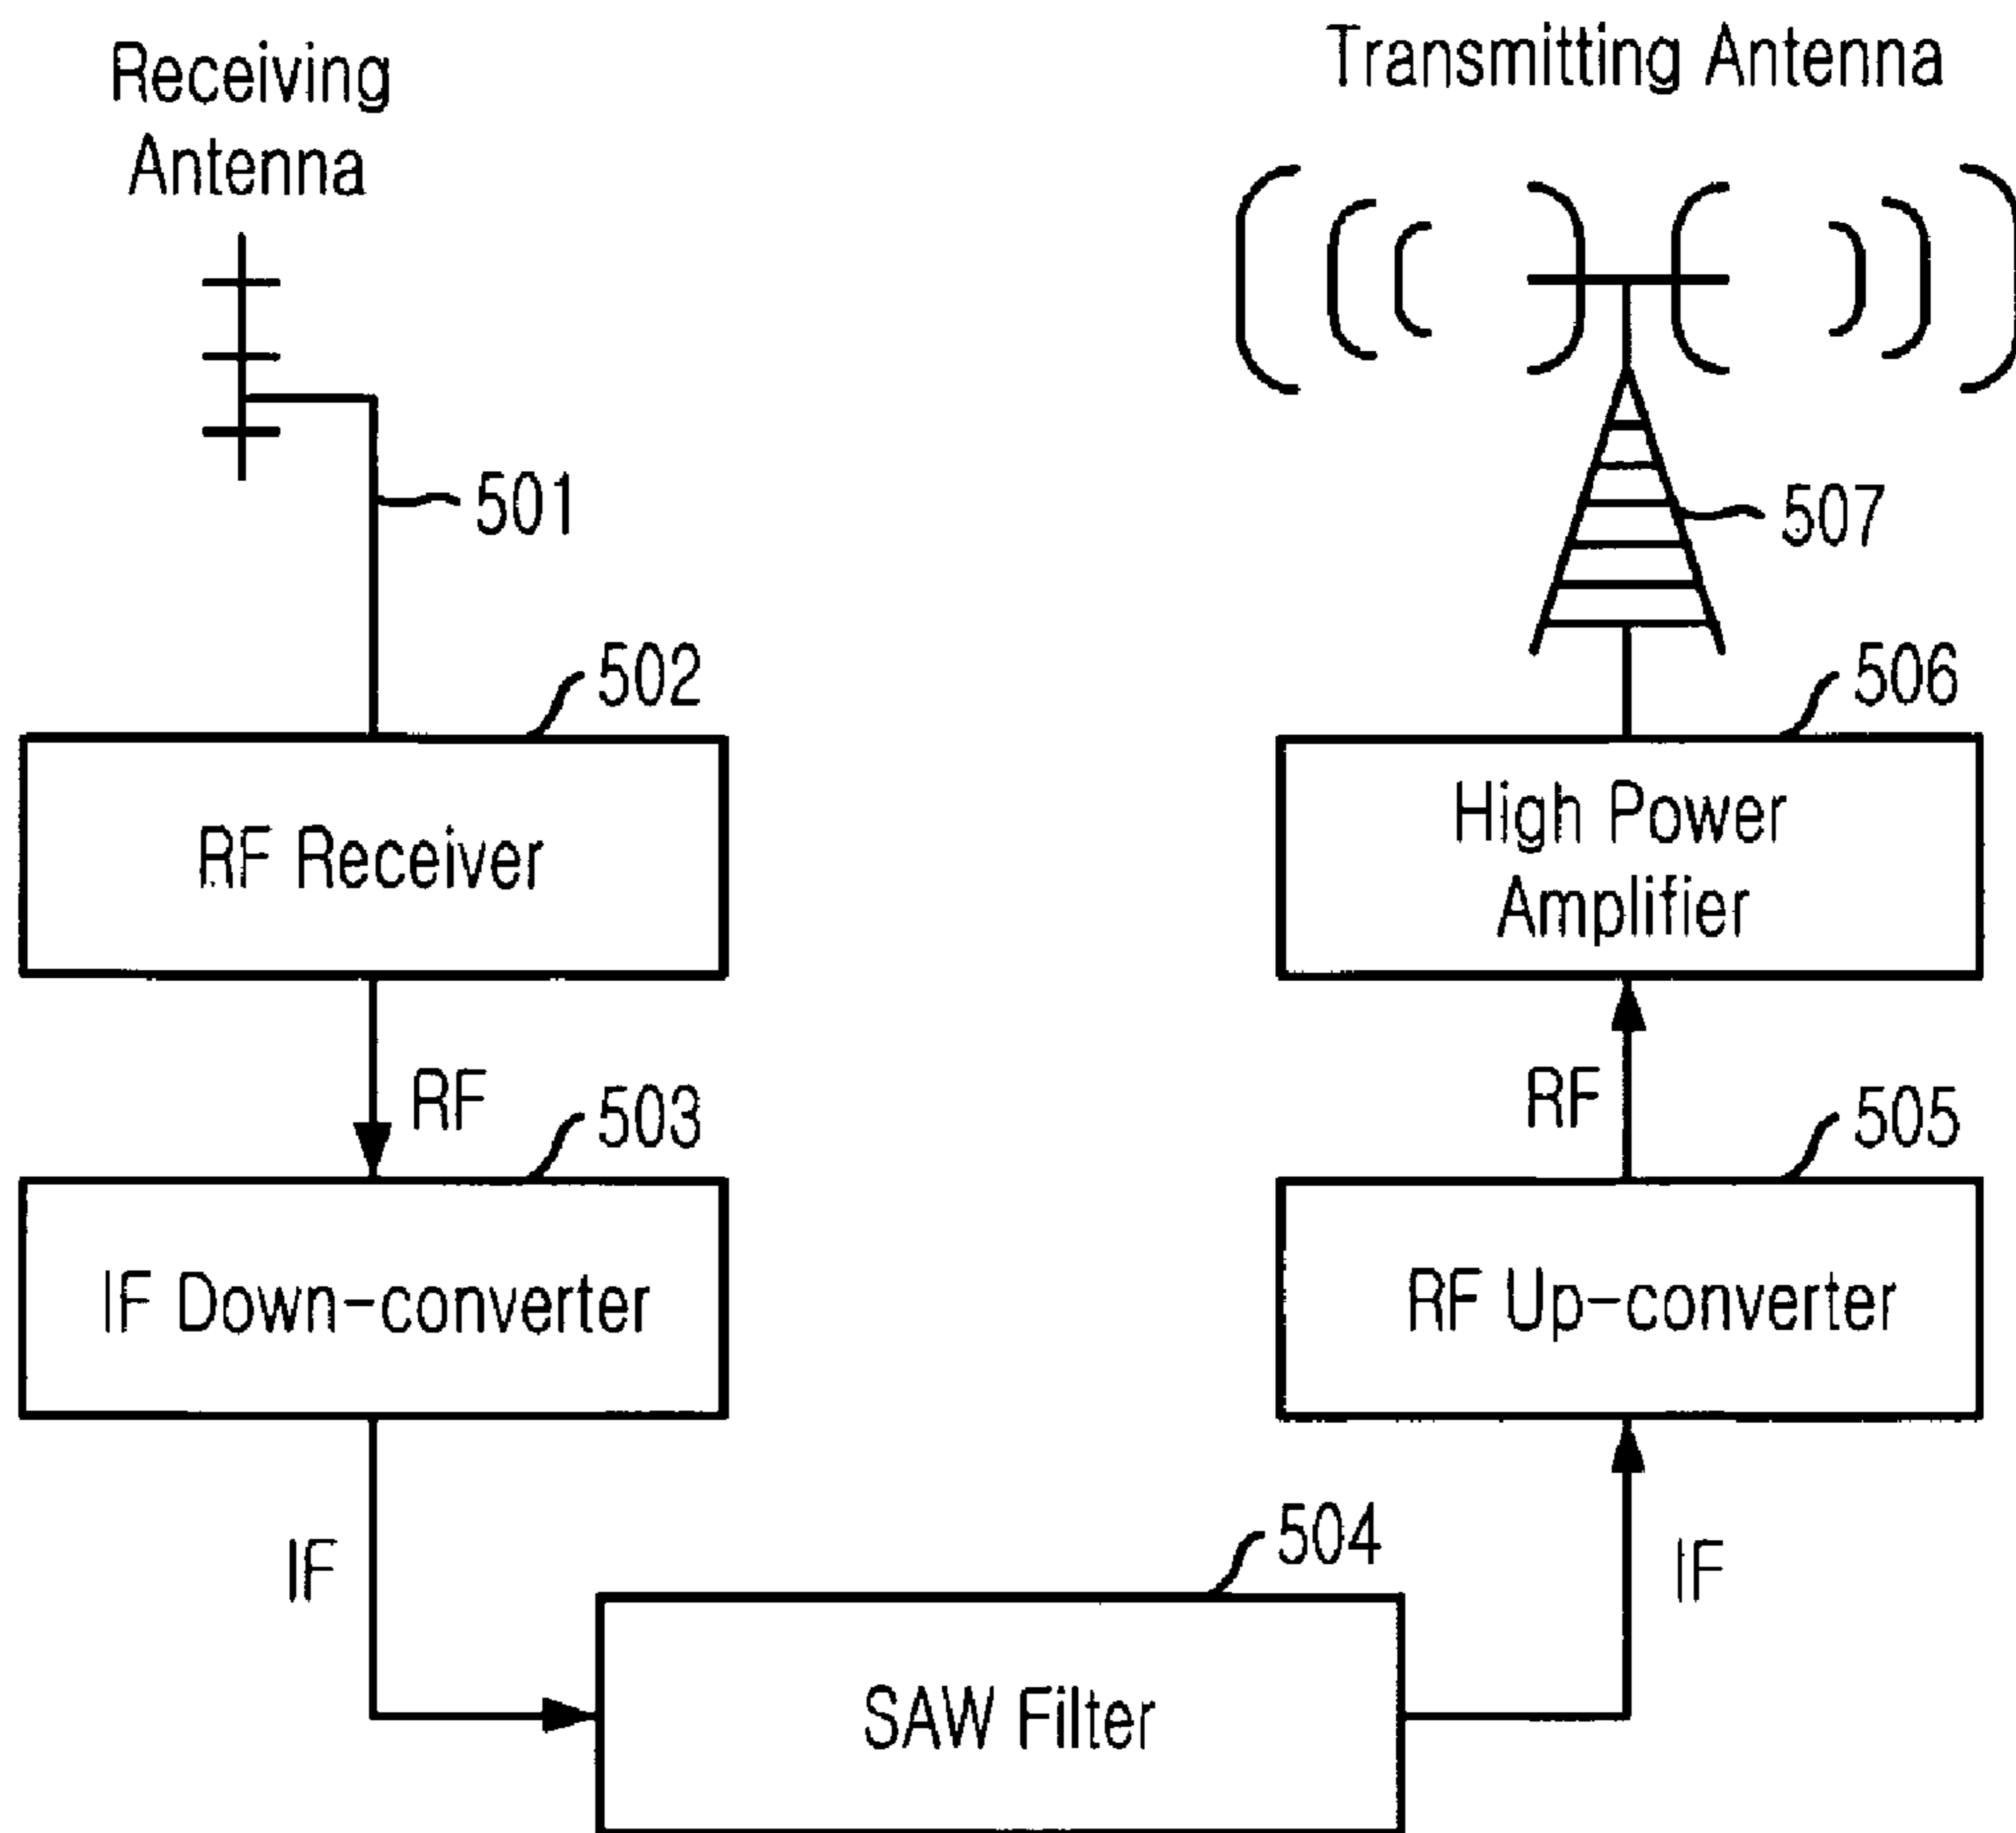 Receiving
Antenna
Transmitting Antenna
501
507
502
506
RF Receiver
High Power
Amplifier
RF
RF
503
505
IF Down-converter
RF Up-converter
IF
504
IF
SAW Filter